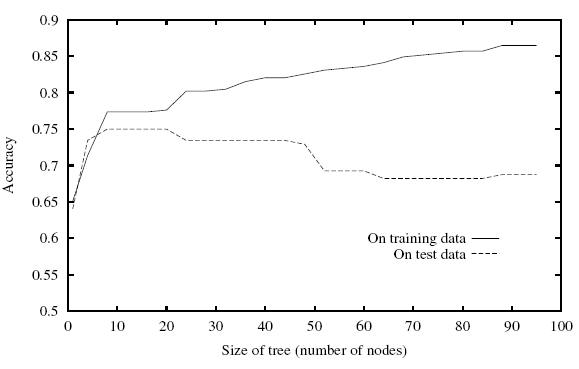 0.9
0.85
0.8
0.75
0.7
0.65
0.6
0.55
0.5
Accuracy
On training data
On test data
0 10 20 30 40 50 60 70 80 90 100
Size of tree (number of nodes)